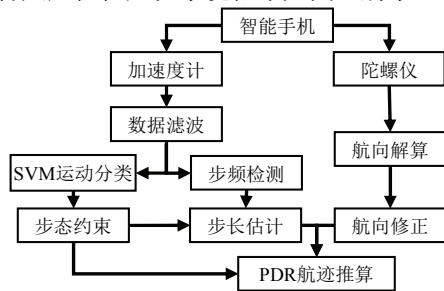 智能手机
加速度计
陀螺仪
数据滤波
航向解算
SVM运动分类
步频检测
步态约束
步长估计
航向修正
PDR航迹推算